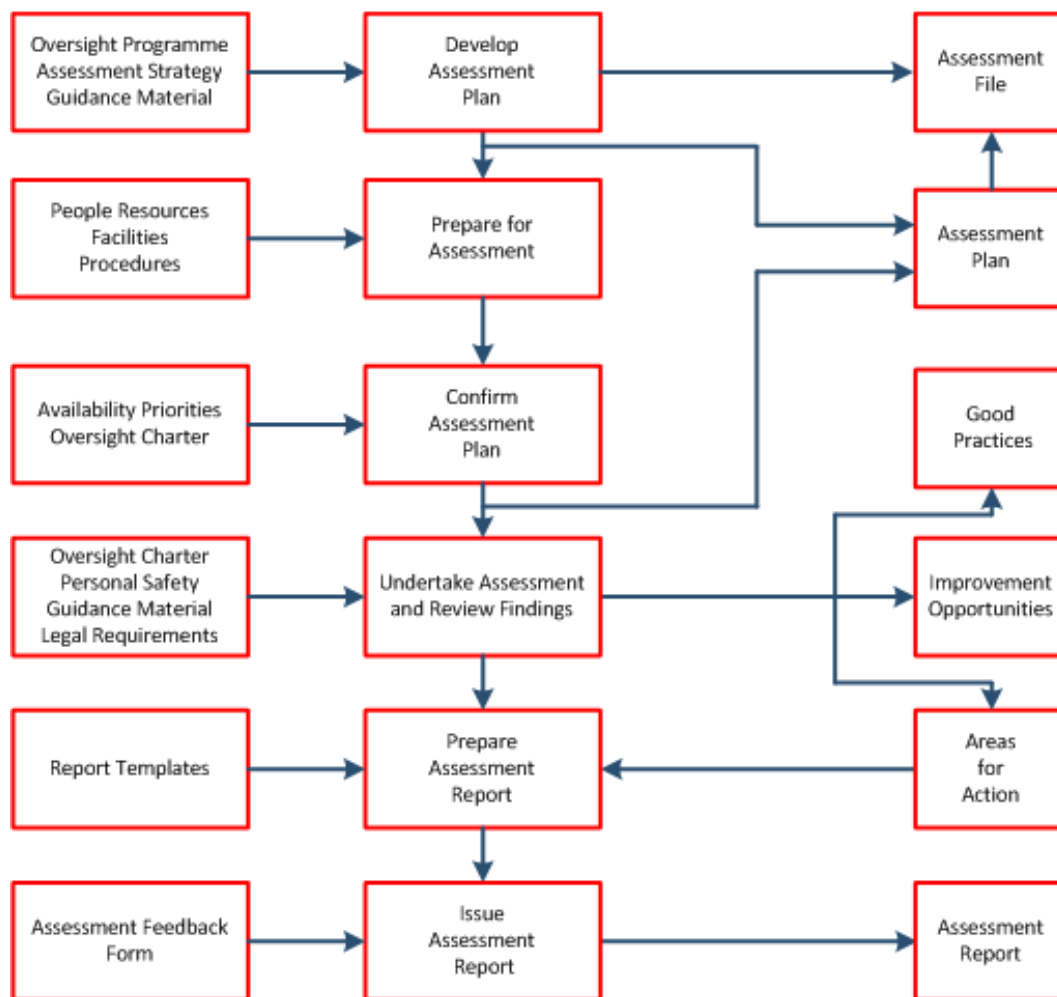 Oversight Programme
Assessment Strategy
Guidance Material
Develop
Assessment
Plan
Assessment
File
People Resources
Facilities
Procedures
Prepare for
Assessment
Assessment
Plan
Availability Priorities
Oversight Charter
Confirm
Assessment
Plan
Good
Practices
Oversight Charter
Personal Safety
Guidance Material
Legal Requirements
Undertake Assessment
and Review Findings
Improvement
Opportunities
Report Templates
Prepare
Assessment
Report
Areas
for
Action
Assessment Feedback
Form
Issue
Assessment
Report
Assessment
Report